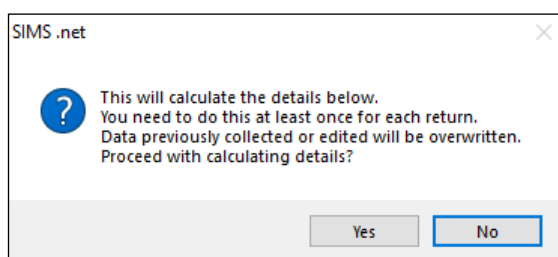 SIMS .net
This will calculate the details below.
You need to do this at least once for each return.
Data previously collected or edited will be overwritten.
Proceed with calculating details?
Yes
No